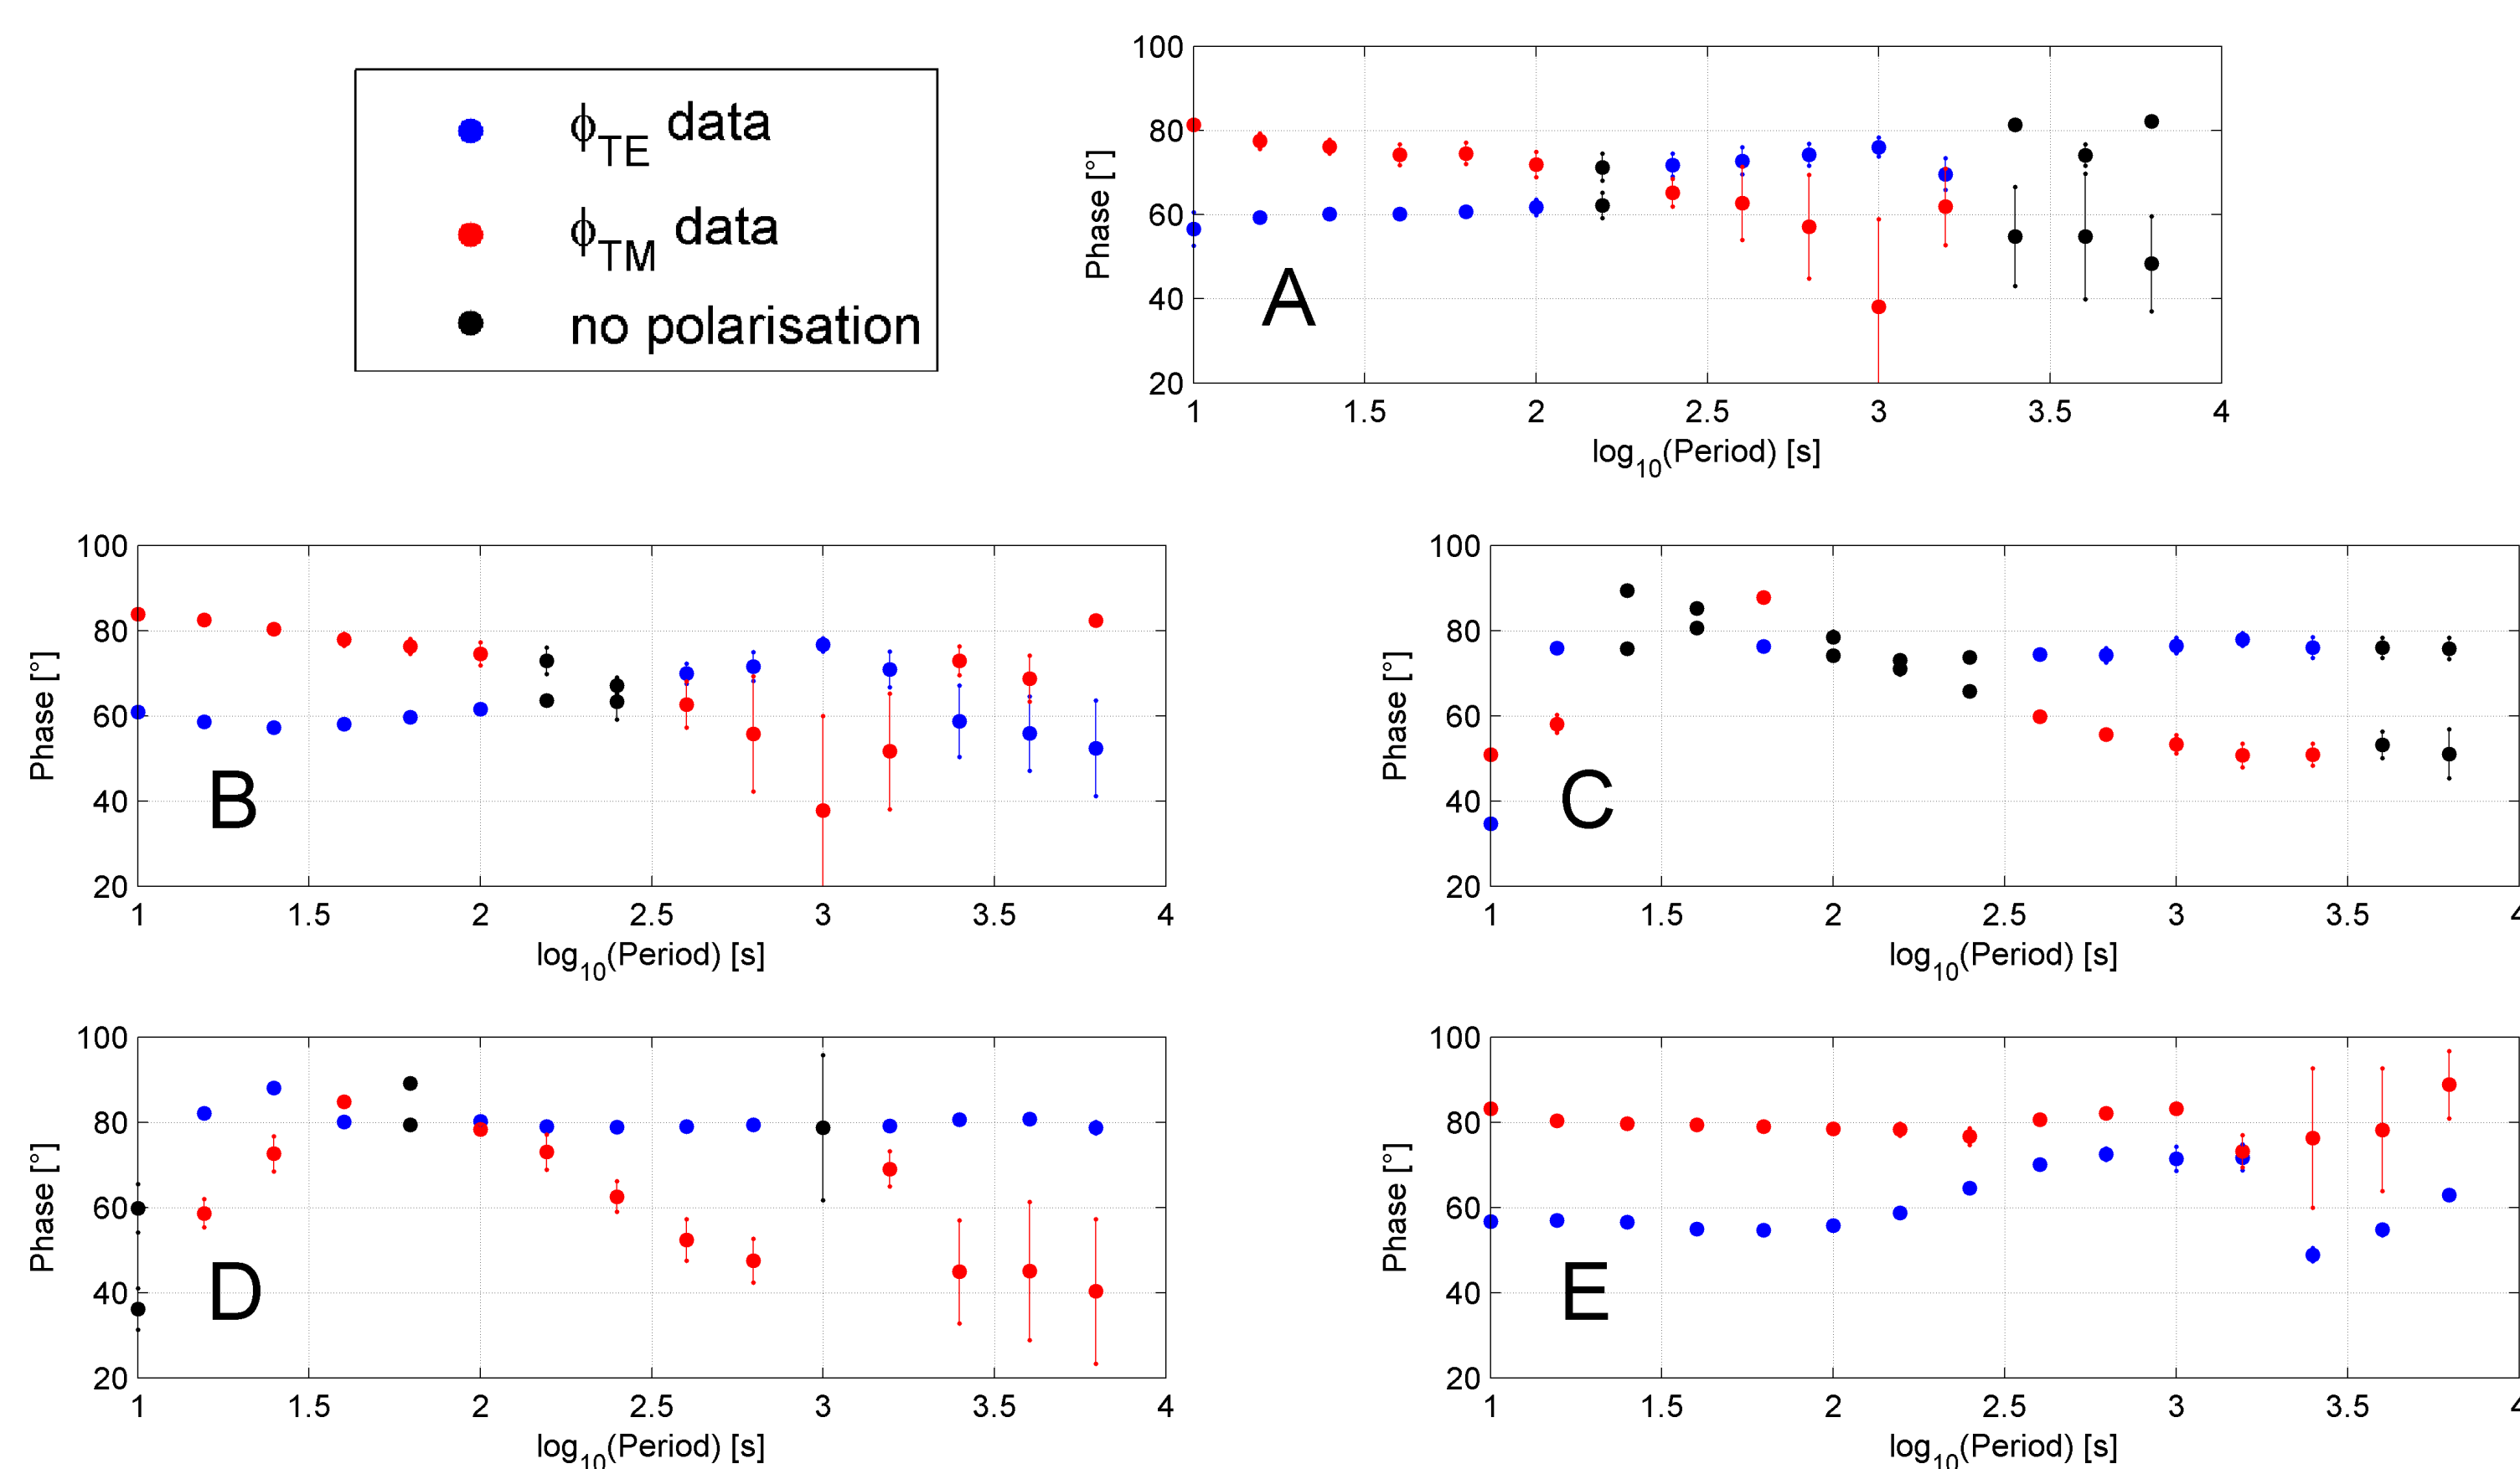 ϕTE data
ϕTM data
no polarisation
100
80
60
40
20
Phase [°]
A
1 1.5 2 2.5 3 3.5 4
log10(Period) [s]
100
80
60
40
20
Phase [°]
B
1 1.5 2 2.5 3 3.5 4
log10(Period) [s]
100
80
60
40
20
Phase [°]
C
1 1.5 2 2.5 3 3.5 4
log10(Period) [s]
100
80
60
40
20
Phase [°]
D
1 1.5 2 2.5 3 3.5 4
log10(Period) [s]
100
80
60
40
20
Phase [°]
E
1 1.5 2 2.5 3 3.5 4
log10(Period) [s]